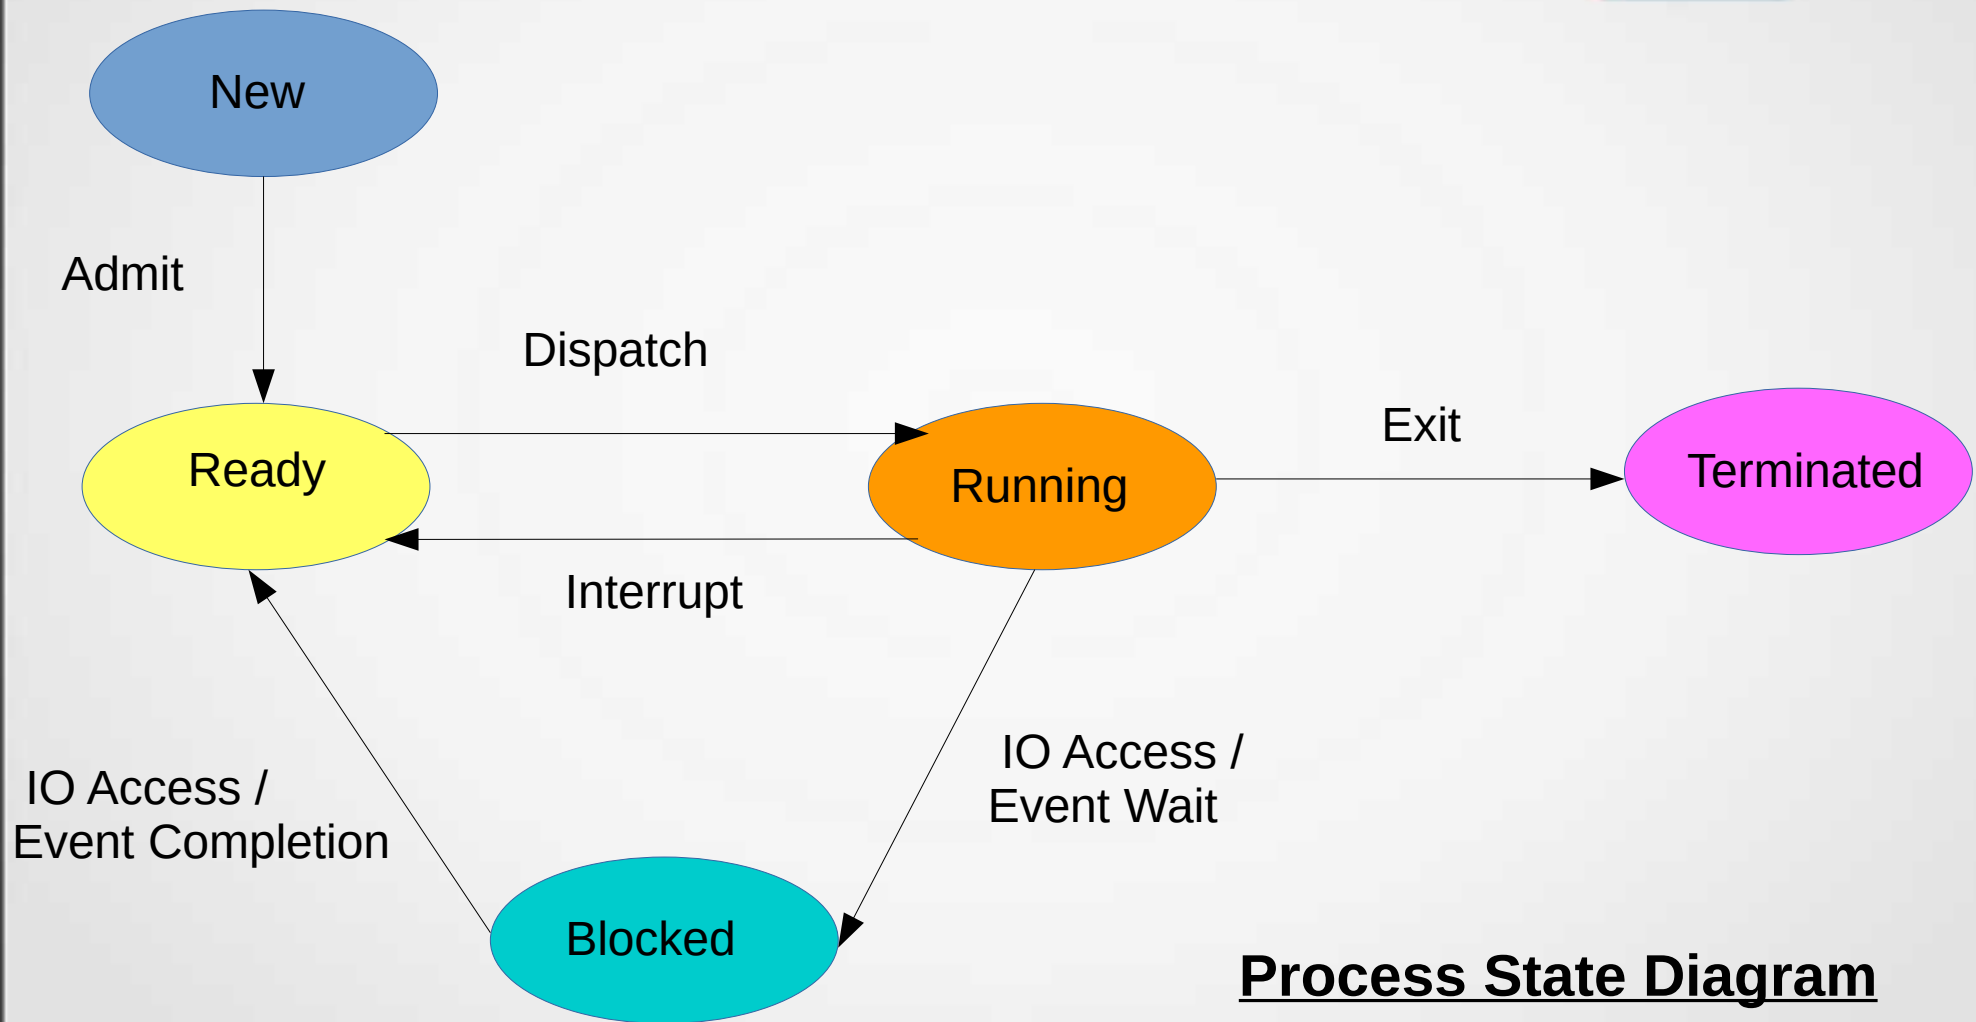 New
Admit
Dispatch
Ready
Running
Exit
Terminated
Interrupt
IO Access /
Event Wait
IO Access /
Event Completion
Blocked
Process State Diagram